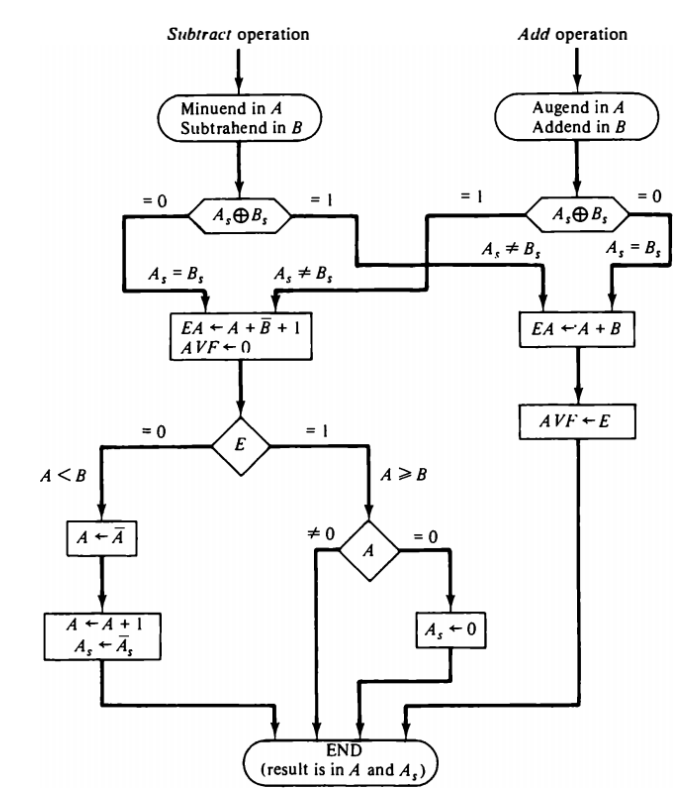 Subtract operation
Add operation
Minuend in A
Subtrahend in B
Augend in A
Addend in B
= 0
A_s ⊕ B_s
= 1
= 1
A_s ⊕ B_s
= 0
A_s = B_s
A_s ≠ B_s
A_s ≠ B_s
A_s = B_s
EA ← A + B̅ + 1
AVF ← 0
EA ← A + B
AVF ← E
= 0
E
= 1
A < B
A ⩾ B
A ← A̅
≠ 0
A
= 0
A ← A + 1
A_s ← A̅_s
A_s ← 0
END
(result is in A and A_s)